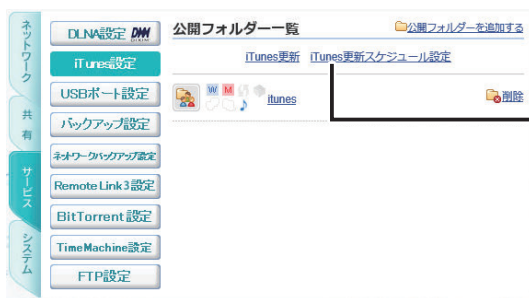 ネットワーク
共有
サービス
システム
DLNA設定 DiXiM
iTunes設定
USBポート設定
バックアップ設定
ネットワークバックアップ設定
Remote Link3設定
BitTorrent設定
TimeMachine設定
FTP設定
公開フォルダー一覧
公開フォルダーを追加する
iTunes更新 iTunes更新スケジュール設定
W M itunes 削除